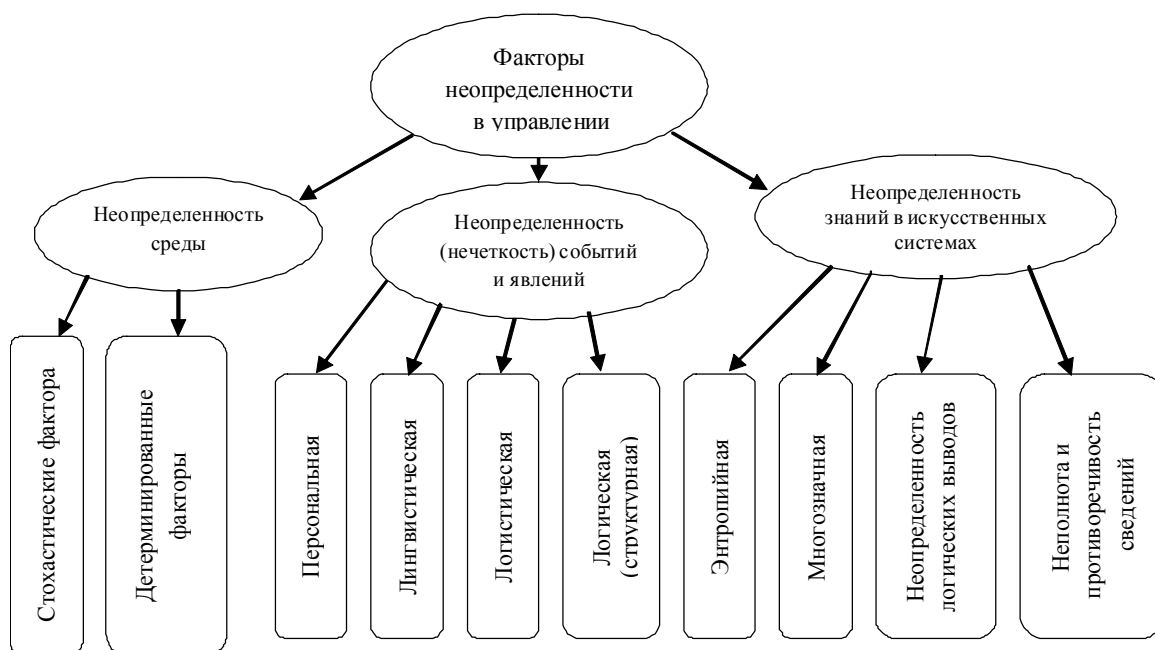 Факторы
неопределенности
в управлении
Неопределенность
среды
Неопределенность
(нечеткость) событий
и явлений
Неопределенность
знаний в искусственных
системах
Стохастические фактора
Детерминированные
факторы
Персональная
Лингвистическая
Логистическая
Логическая
(структурная)
Энтропийная
Многозначная
Неопределенность
логических выводов
Неполнота и
противоречивость
сведений